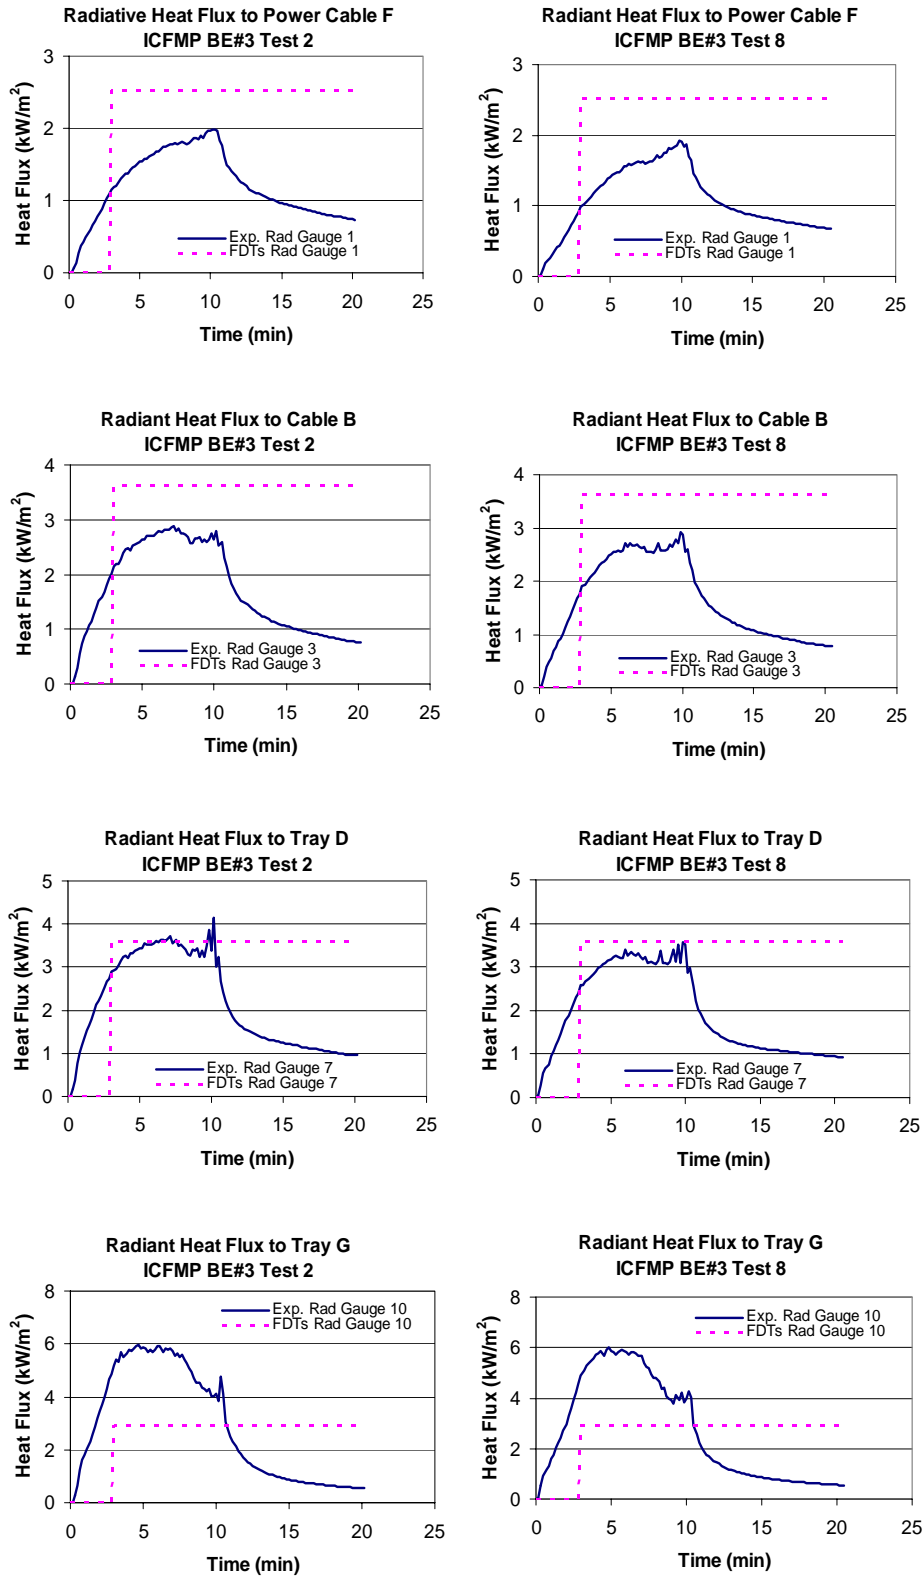 Radiative Heat Flux to Power Cable F
ICFMP BE#3 Test 2
Heat Flux (kW/m²)
3
2
1
0
Exp. Rad Gauge 1
FDTs Rad Gauge 1
0 5 10 15 20 25
Time (min)
Radiant Heat Flux to Power Cable F
ICFMP BE#3 Test 8
Heat Flux (kW/m²)
3
2
1
0
Exp. Rad Gauge 1
FDTs Rad Gauge 1
0 5 10 15 20 25
Time (min)
Radiant Heat Flux to Cable B
ICFMP BE#3 Test 2
Heat Flux (kW/m²)
4
3
2
1
0
Exp. Rad Gauge 3
FDTs Rad Gauge 3
0 5 10 15 20 25
Time (min)
Radiant Heat Flux to Cable B
ICFMP BE#3 Test 8
Heat Flux (kW/m²)
4
3
2
1
0
Exp. Rad Gauge 3
FDTs Rad Gauge 3
0 5 10 15 20 25
Time (min)
Radiant Heat Flux to Tray D
ICFMP BE#3 Test 2
Heat Flux (kW/m²)
5
4
3
2
1
0
Exp. Rad Gauge 7
FDTs Rad Gauge 7
0 5 10 15 20 25
Time (min)
Radiant Heat Flux to Tray D
ICFMP BE#3 Test 8
Heat Flux (kW/m²)
5
4
3
2
1
0
Exp. Rad Gauge 7
FDTs Rad Gauge 7
0 5 10 15 20 25
Time (min)
Radiant Heat Flux to Tray G
ICFMP BE#3 Test 2
Heat Flux (kW/m²)
8
6
4
2
0
Exp. Rad Gauge 10
FDTs Rad Gauge 10
0 5 10 15 20 25
Time (min)
Radiant Heat Flux to Tray G
ICFMP BE#3 Test 8
Heat Flux (kW/m²)
8
6
4
2
0
Exp. Rad Gauge 10
FDTs Rad Gauge 10
0 5 10 15 20 25
Time (min)